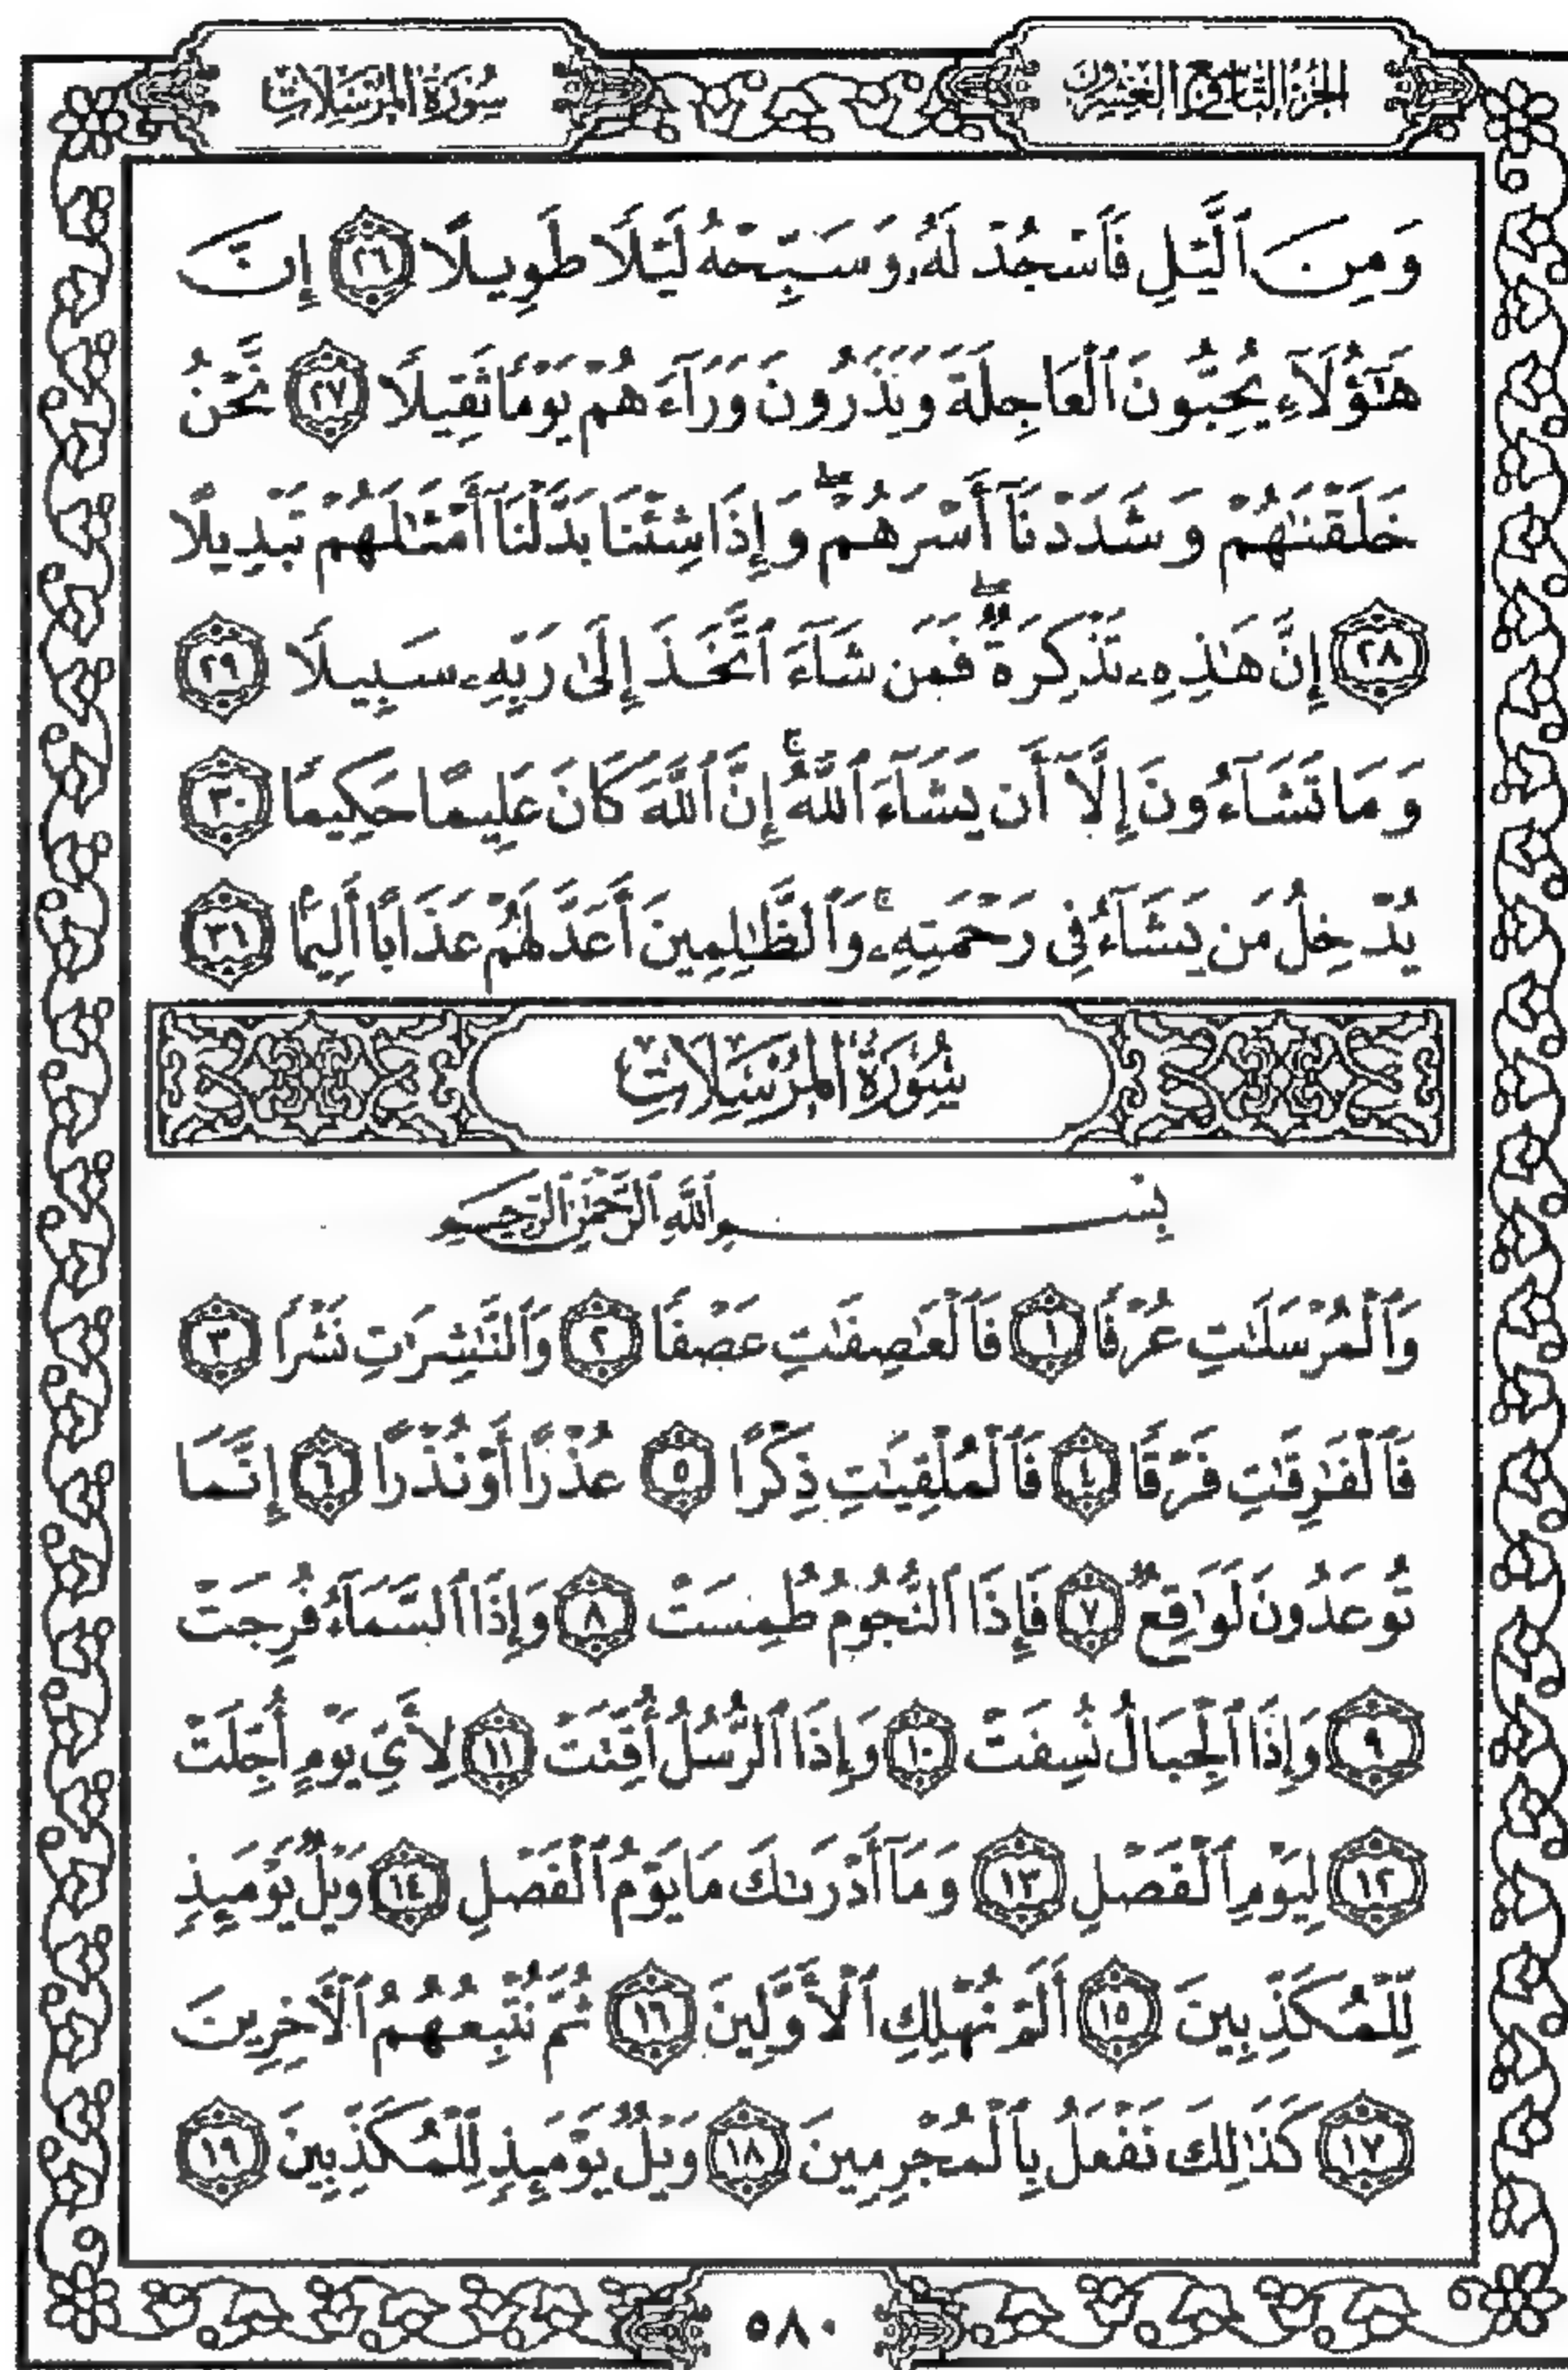 الجزء التاسع والعشرون
سورة المرسلات
وَمِنَ ٱلَّيْلِ فَٱسْجُدْ لَهُۥ وَسَبِّحْهُ لَيْلًا طَوِيلًا ٢٦ إِنَّ
هَٰٓؤُلَآءِ يُحِبُّونَ ٱلْعَاجِلَةَ وَيَذَرُونَ وَرَآءَهُمْ يَوْمًا ثَقِيلًا ٢٧ نَّحْنُ
خَلَقْنَٰهُمْ وَشَدَدْنَآ أَسْرَهُمْ ۖ وَإِذَا شِئْنَا بَدَّلْنَآ أَمْثَٰلَهُمْ تَبْدِيلًا
٢٨ إِنَّ هَٰذِهِۦ تَذْكِرَةٌ ۖ فَمَن شَآءَ ٱتَّخَذَ إِلَىٰ رَبِّهِۦ سَبِيلًا ٢٩
وَمَا تَشَآءُونَ إِلَّآ أَن يَشَآءَ ٱللَّهُ ۚ إِنَّ ٱللَّهَ كَانَ عَلِيمًا حَكِيمًا ٣٠
يُدْخِلُ مَن يَشَآءُ فِى رَحْمَتِهِۦ ۚ وَٱلظَّٰلِمِينَ أَعَدَّ لَهُمْ عَذَابًا أَلِيمًۢا ٣١
سُورَةُ المُرْسَلَاتِ
بِسْمِ ٱللَّهِ ٱلرَّحْمَٰنِ ٱلرَّحِيمِ
وَٱلْمُرْسَلَٰتِ عُرْفًا ١ فَٱلْعَٰصِفَٰتِ عَصْفًا ٢ وَٱلنَّٰشِرَٰتِ نَشْرًا ٣
فَٱلْفَٰرِقَٰتِ فَرْقًا ٤ فَٱلْمُلْقِيَٰتِ ذِكْرًا ٥ عُذْرًا أَوْ نُذْرًا ٦ إِنَّمَا
تُوعَدُونَ لَوَٰقِعٌ ٧ فَإِذَا ٱلنُّجُومُ طُمِسَتْ ٨ وَإِذَا ٱلسَّمَآءُ فُرِجَتْ
٩ وَإِذَا ٱلْجِبَالُ نُسِفَتْ ١٠ وَإِذَا ٱلرُّسُلُ أُقِّتَتْ ١١ لِأَىِّ يَوْمٍ أُجِّلَتْ
١٢ لِيَوْمِ ٱلْفَصْلِ ١٣ وَمَآ أَدْرَىٰكَ مَا يَوْمُ ٱلْفَصْلِ ١٤ وَيْلٌ يَوْمَئِذٍ
لِّلْمُكَذِّبِينَ ١٥ أَلَمْ نُهْلِكِ ٱلْأَوَّلِينَ ١٦ ثُمَّ نُتْبِعُهُمُ ٱلْءَاخِرِينَ
١٧ كَذَٰلِكَ نَفْعَلُ بِٱلْمُجْرِمِينَ ١٨ وَيْلٌ يَوْمَئِذٍ لِّلْمُكَذِّبِينَ ١٩
٥٨٠